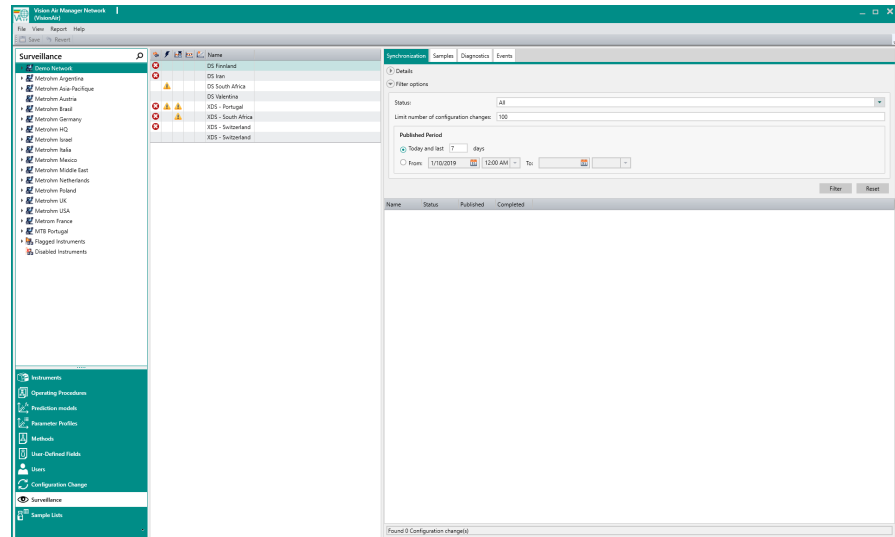 Vision Air Manager Network
(VisionAir)
File View Report Help
Save Revert
Surveillance
Demo Network
Metrohm Argentina
Metrohm Asia-Pacifique
Metrohm Austria
Metrohm Brasil
Metrohm Germany
Metrohm HQ
Metrohm Israel
Metrohm Italia
Metrohm Mexico
Metrohm Middle East
Metrohm Netherlands
Metrohm Poland
Metrohm UK
Metrohm USA
Metrom France
MTB Portugal
Flagged Instruments
Disabled Instruments
Instruments
Operating Procedures
Prediction models
Parameter Profiles
Methods
User-Defined Fields
Users
Configuration Change
Surveillance
Sample Lists
Name
DS Finnland
DS Iran
DS South Africa
DS Valentina
XDS - Portugal
XDS - South Africa
XDS - Switzerland
XDS - Switzerland
Synchronization Samples Diagnostics Events
Details
Filter options
Status: All
Limit number of configuration changes: 100
Published Period
Today and last 7 days
From: 1/10/2019 12:00 AM To:
Filter Reset
Name Status Published Completed
Found 0 Configuration change(s)